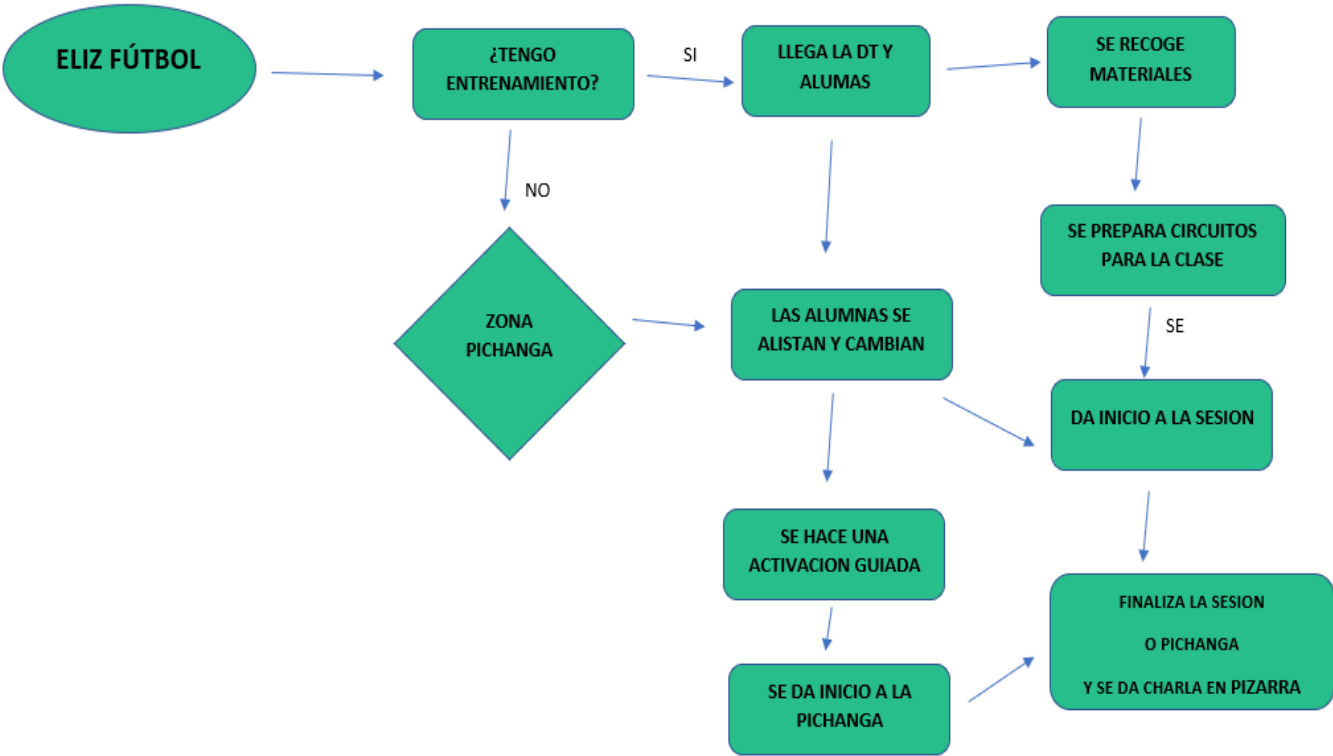 ELIZ FÚTBOL
¿TENGO
ENTRENAMIENTO?
SI
LLEGA LA DT Y
ALUMAS
SE RECOGE
MATERIALES
NO
SE PREPARA CIRCUITOS
PARA LA CLASE
ZONA
PICHANGA
LAS ALUMNAS SE
ALISTAN Y CAMBIAN
SE
DA INICIO A LA SESION
SE HACE UNA
ACTIVACION GUIADA
SE DA INICIO A LA
PICHANGA
FINALIZA LA SESION
O PICHANGA
Y SE DA CHARLA EN PIZARRA